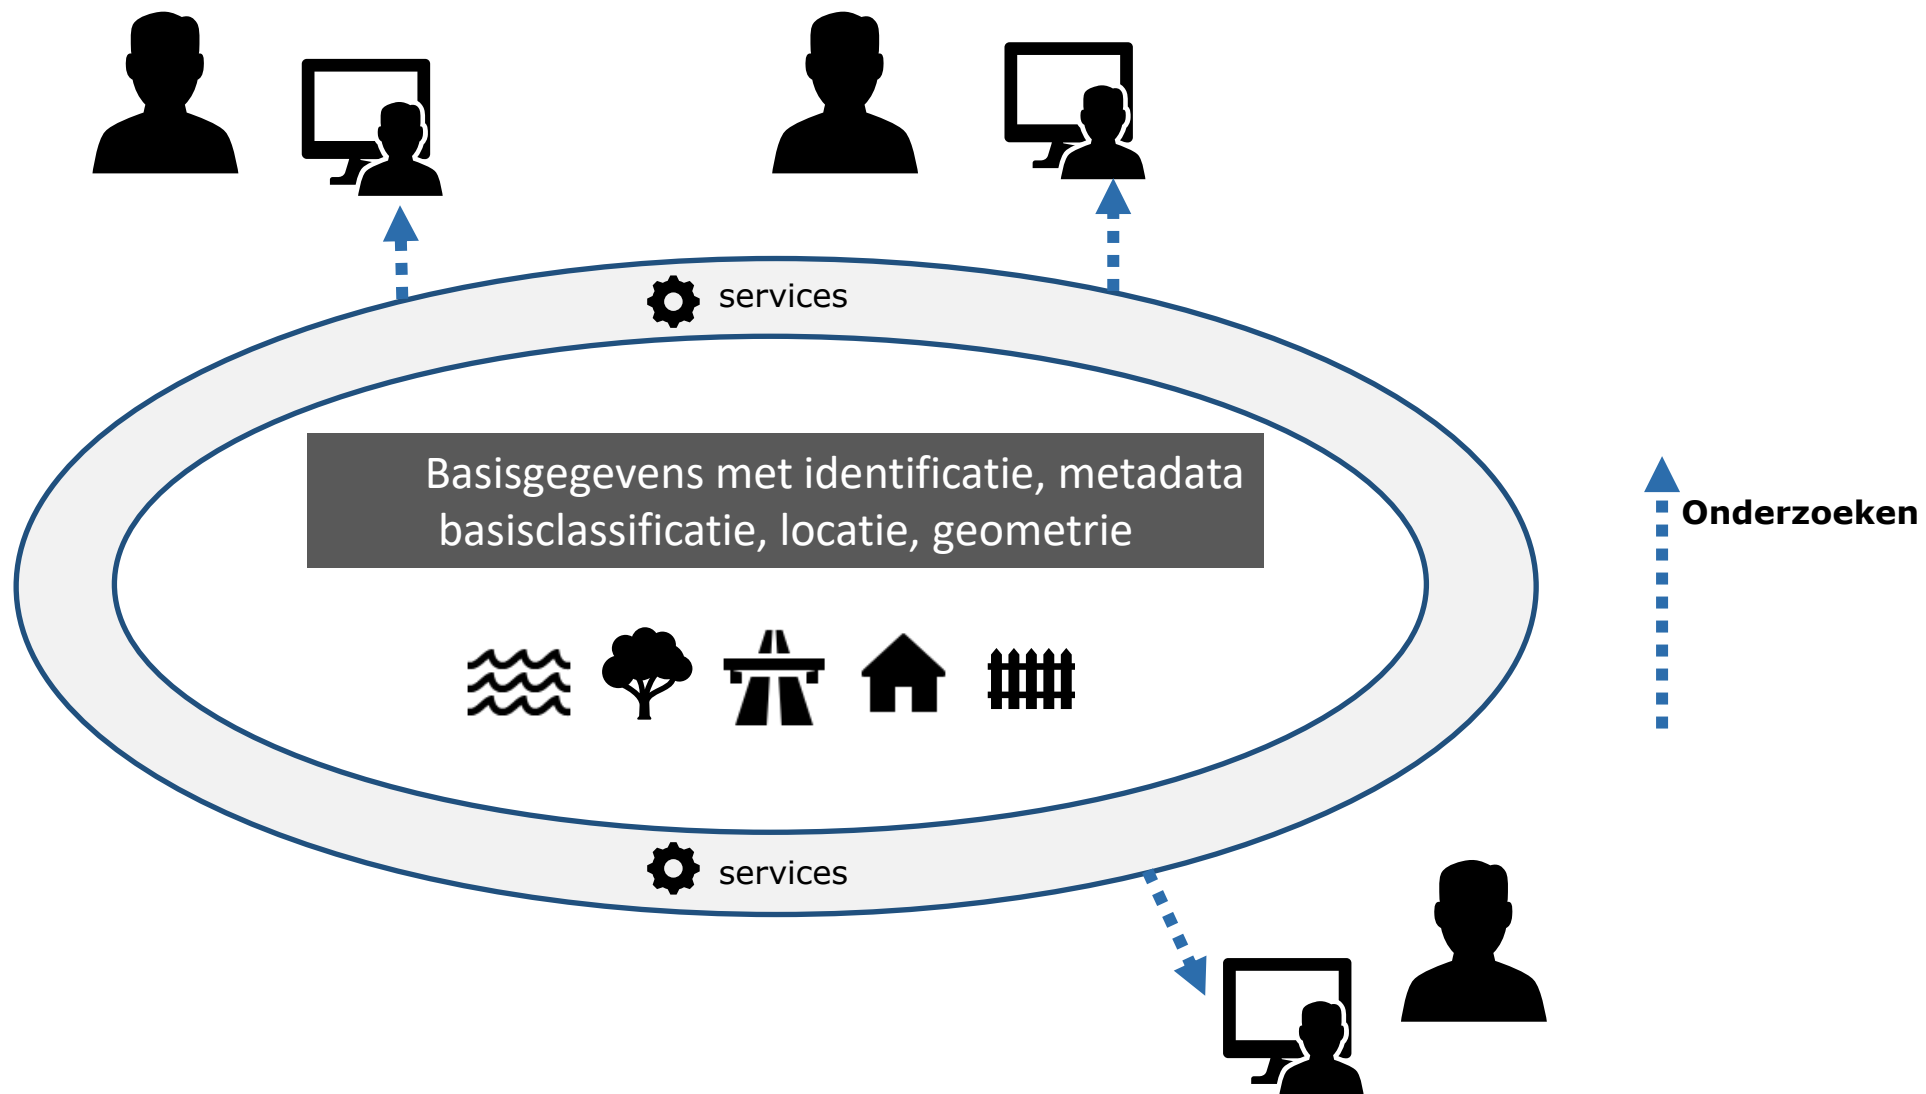 services
Basisgegevens met identificatie, metadata
basisclassificatie, locatie, geometrie
Onderzoeken
services